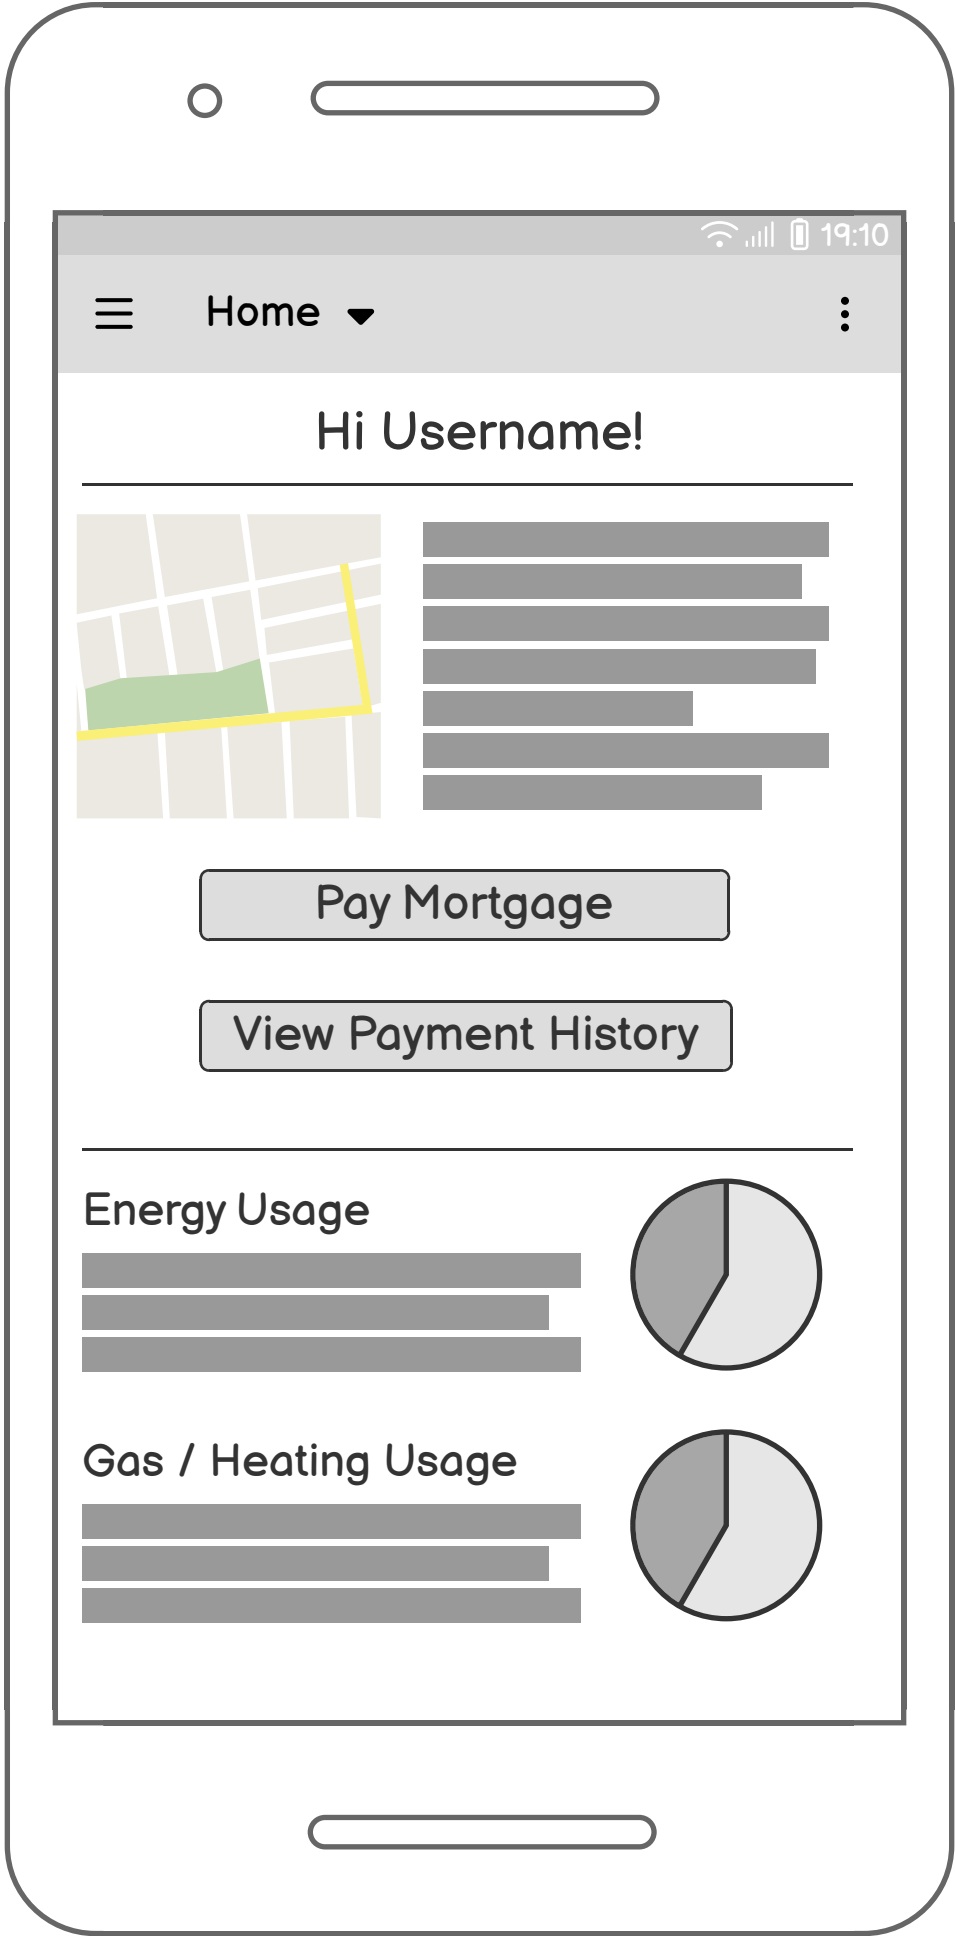 19:10
Home
Hi Username!
Pay Mortgage
View Payment History
Energy Usage
Gas / Heating Usage